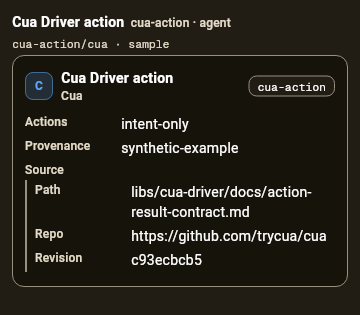 Cua Driver action cua-action · agent
cua-action/cua · sample
C Cua Driver action
Cua
cua-action
Actions intent-only
Provenance synthetic-example
Source
Path libs/cua-driver/docs/action-
result-contract.md
Repo https://github.com/trycua/cua
Revision c93ecbcb5